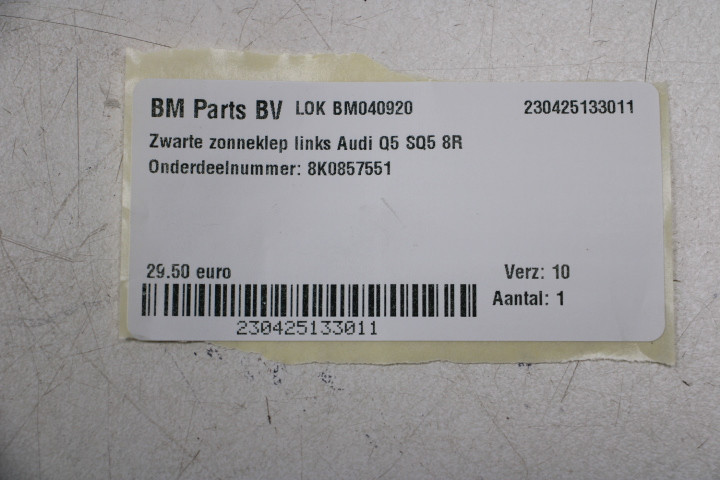 BM Parts BV LOK BM040920 230425133011
Zwarte zonneklep links Audi Q5 SQ5 8R
Onderdeelnummer: 8K0857551
29.50 euro Verz: 10
Aantal: 1
230425133011